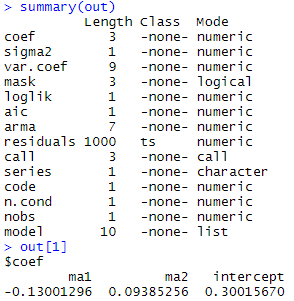 > summary(out)
          Length Class  Mode
coef         3   -none- numeric
sigma2       1   -none- numeric
var.coef     9   -none- numeric
mask         3   -none- logical
loglik       1   -none- numeric
aic          1   -none- numeric
arma         7   -none- numeric
residuals 1000   ts     numeric
call         3   -none- call
series       1   -none- character
code         1   -none- numeric
n.cond       1   -none- numeric
nobs         1   -none- numeric
model       10   -none- list
> out[1]
$coef
        ma1         ma2   intercept
-0.13001296  0.09385256  0.30015670